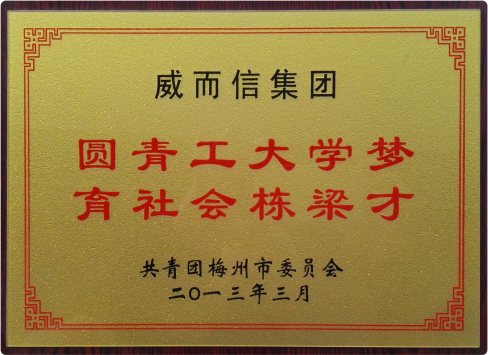 威而信集团
圆青工大学梦
育社会栋梁才
共青团梅州市委员会
二〇一三年三月